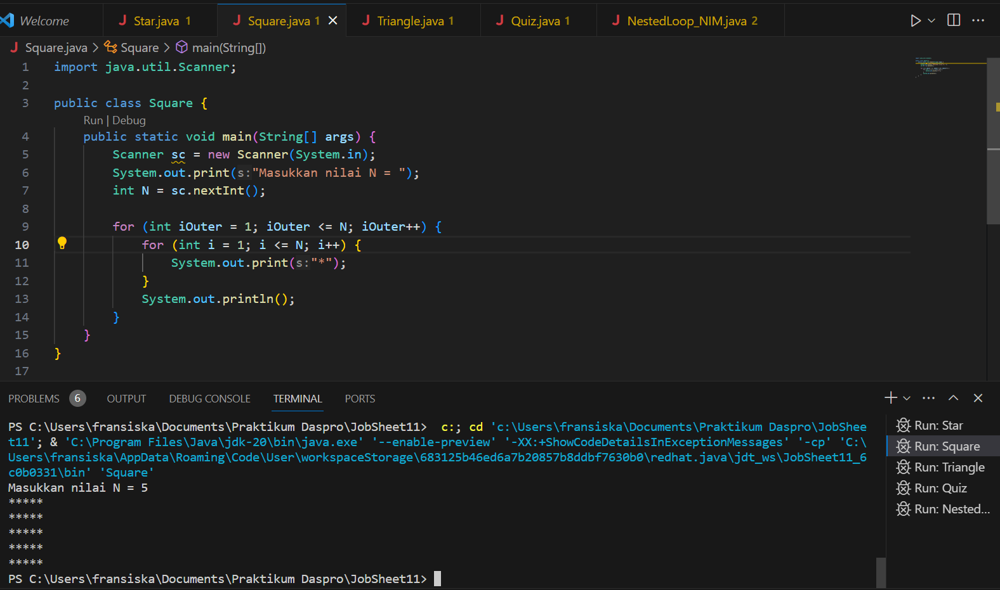 Welcome
Star.java 1
Square.java 1
Triangle.java 1
Quiz.java 1
NestedLoop_NIM.java 2
Square.java > Square > main(String[])
1 import java.util.Scanner;
2
3 public class Square {
Run | Debug
4 public static void main(String[] args) {
5 Scanner sc = new Scanner(System.in);
6 System.out.print(s:"Masukkan nilai N = ");
7 int N = sc.nextInt();
8
9 for (int iOuter = 1; iOuter <= N; iOuter++) {
10 for (int i = 1; i <= N; i++) {
11 System.out.print(s:"*");
12 }
13 System.out.println();
14 }
15 }
16 }
17
PROBLEMS 6 OUTPUT DEBUG CONSOLE TERMINAL PORTS
PS C:\Users\fransiska\Documents\Praktikum Daspro\JobSheet11>  c:; cd 'c:\Users\fransiska\Documents\Praktikum Daspro\JobShee
t11'; & 'C:\Program Files\Java\jdk-20\bin\java.exe' '--enable-preview' '-XX:+ShowCodeDetailsInExceptionMessages' '-cp' 'C:\
Users\fransiska\AppData\Roaming\Code\User\workspaceStorage\683125b46ed6a7b20857b8ddbf7630b0\redhat.java\jdt_ws\JobSheet11_6
c0b0331\bin' 'Square'
Masukkan nilai N = 5
*****
*****
*****
*****
*****
PS C:\Users\fransiska\Documents\Praktikum Daspro\JobSheet11>
Run: Star
Run: Square
Run: Triangle
Run: Quiz
Run: Nested...